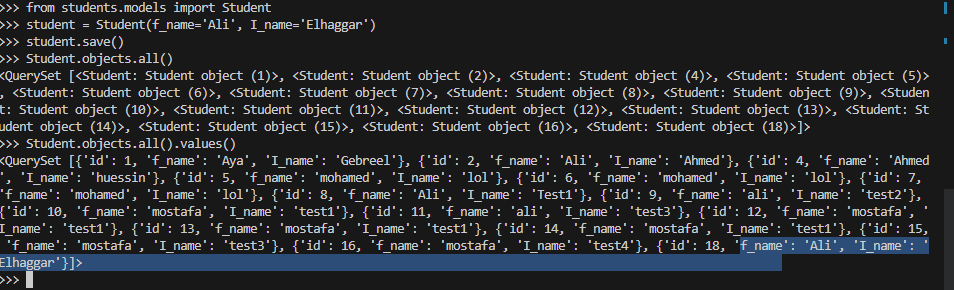 >>> from students.models import Student
>>> student = Student(f_name='Ali', I_name='Elhaggar')
>>> student.save()
>>> Student.objects.all()
<QuerySet [<Student: Student object (1)>, <Student: Student object (2)>, <Student: Student object (4)>, <Student: Student object (5)>
, <Student: Student object (6)>, <Student: Student object (7)>, <Student: Student object (8)>, <Student: Student object (9)>, <Studen
t: Student object (10)>, <Student: Student object (11)>, <Student: Student object (12)>, <Student: Student object (13)>, <Student: St
udent object (14)>, <Student: Student object (15)>, <Student: Student object (16)>, <Student: Student object (18)>]>
>>> Student.objects.all().values()
<QuerySet [{'id': 1, 'f_name': 'Aya', 'I_name': 'Gebreel'}, {'id': 2, 'f_name': 'Ali', 'I_name': 'Ahmed'}, {'id': 4, 'f_name': 'Ahmed
', 'I_name': 'huessin'}, {'id': 5, 'f_name': 'mohamed', 'I_name': 'lol'}, {'id': 6, 'f_name': 'mohamed', 'I_name': 'lol'}, {'id': 7,
'f_name': 'mohamed', 'I_name': 'lol'}, {'id': 8, 'f_name': 'Ali', 'I_name': 'Test1'}, {'id': 9, 'f_name': 'ali', 'I_name': 'test2'},
{'id': 10, 'f_name': 'mostafa', 'I_name': 'test1'}, {'id': 11, 'f_name': 'ali', 'I_name': 'test3'}, {'id': 12, 'f_name': 'mostafa', '
I_name': 'test1'}, {'id': 13, 'f_name': 'mostafa', 'I_name': 'test1'}, {'id': 14, 'f_name': 'mostafa', 'I_name': 'test1'}, {'id': 15,
'f_name': 'mostafa', 'I_name': 'test3'}, {'id': 16, 'f_name': 'mostafa', 'I_name': 'test4'}, {'id': 18, 'f_name': 'Ali', 'I_name': '
Elhaggar'}]>
>>>